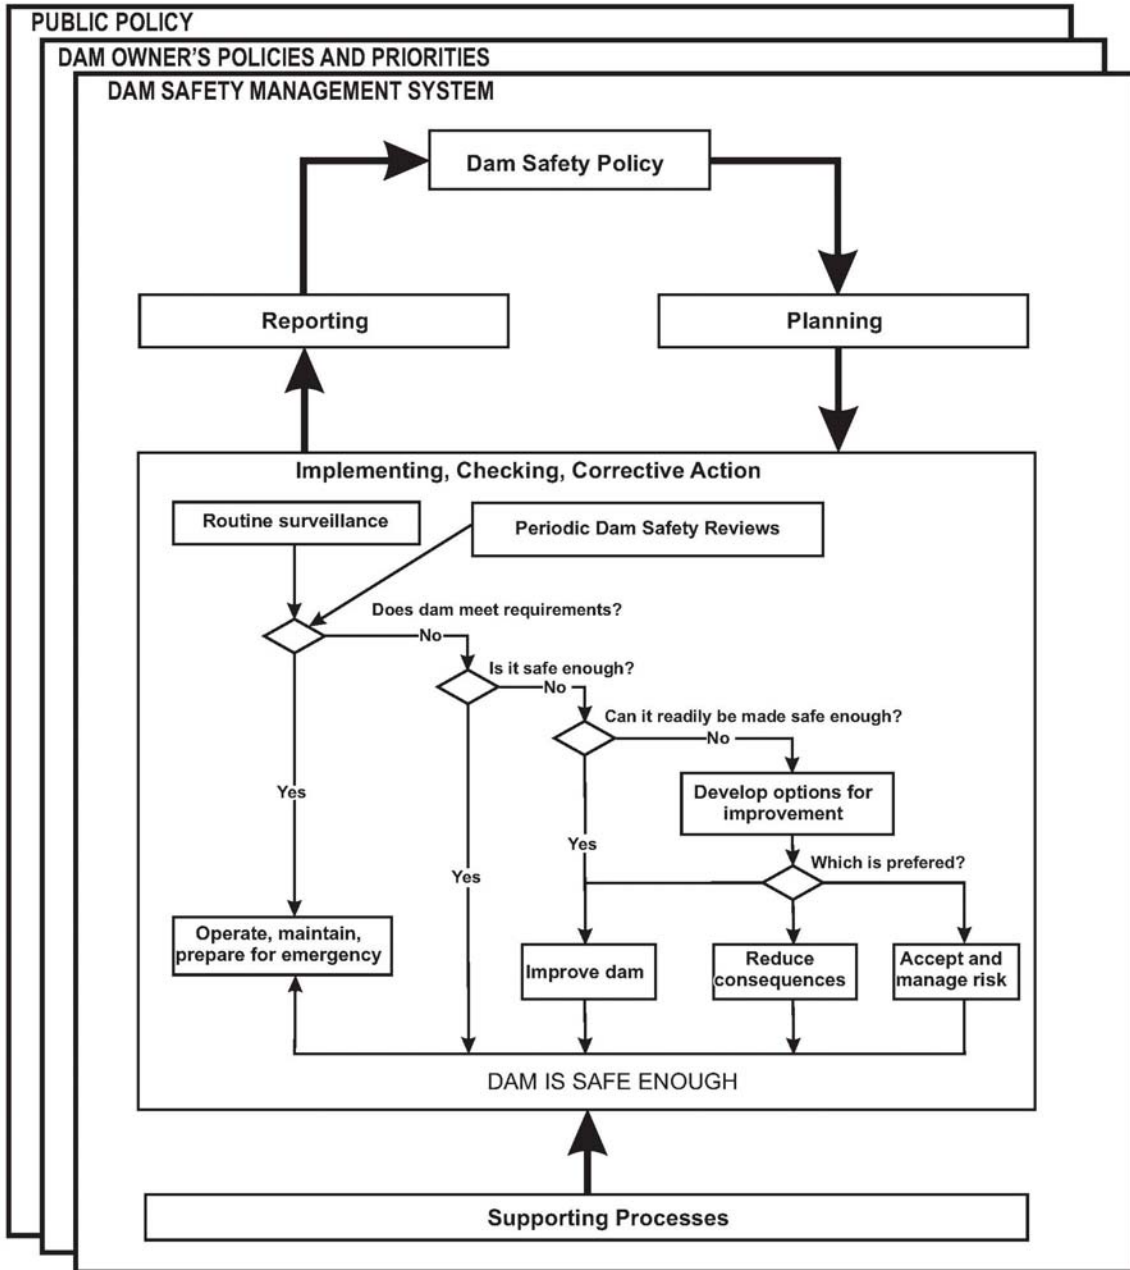 PUBLIC POLICY
DAM OWNER'S POLICIES AND PRIORITIES
DAM SAFETY MANAGEMENT SYSTEM
Dam Safety Policy
Reporting
Planning
Implementing, Checking, Corrective Action
Routine surveillance
Periodic Dam Safety Reviews
Does dam meet requirements?
No
Is it safe enough?
No
Can it readily be made safe enough?
No
Develop options for
improvement
Yes
Yes
Yes
Which is prefered?
Operate, maintain,
prepare for emergency
Improve dam
Reduce
consequences
Accept and
manage risk
DAM IS SAFE ENOUGH
Supporting Processes